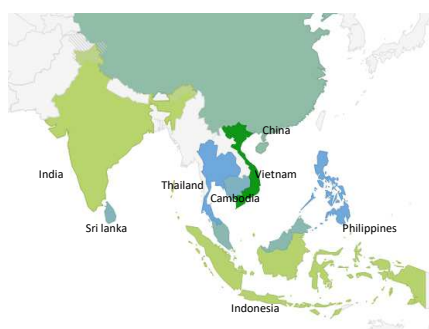 China
India
Thailand
Vietnam
Cambodia
Sri lanka
Philippines
Indonesia